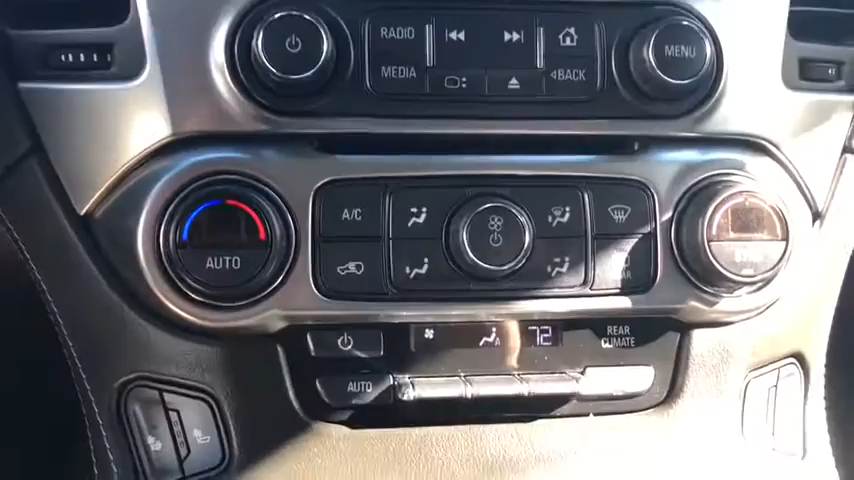 RADIO
MENU
MEDIA
BACK
A/C
AUTO
72
REAR
CLIMATE
AUTO